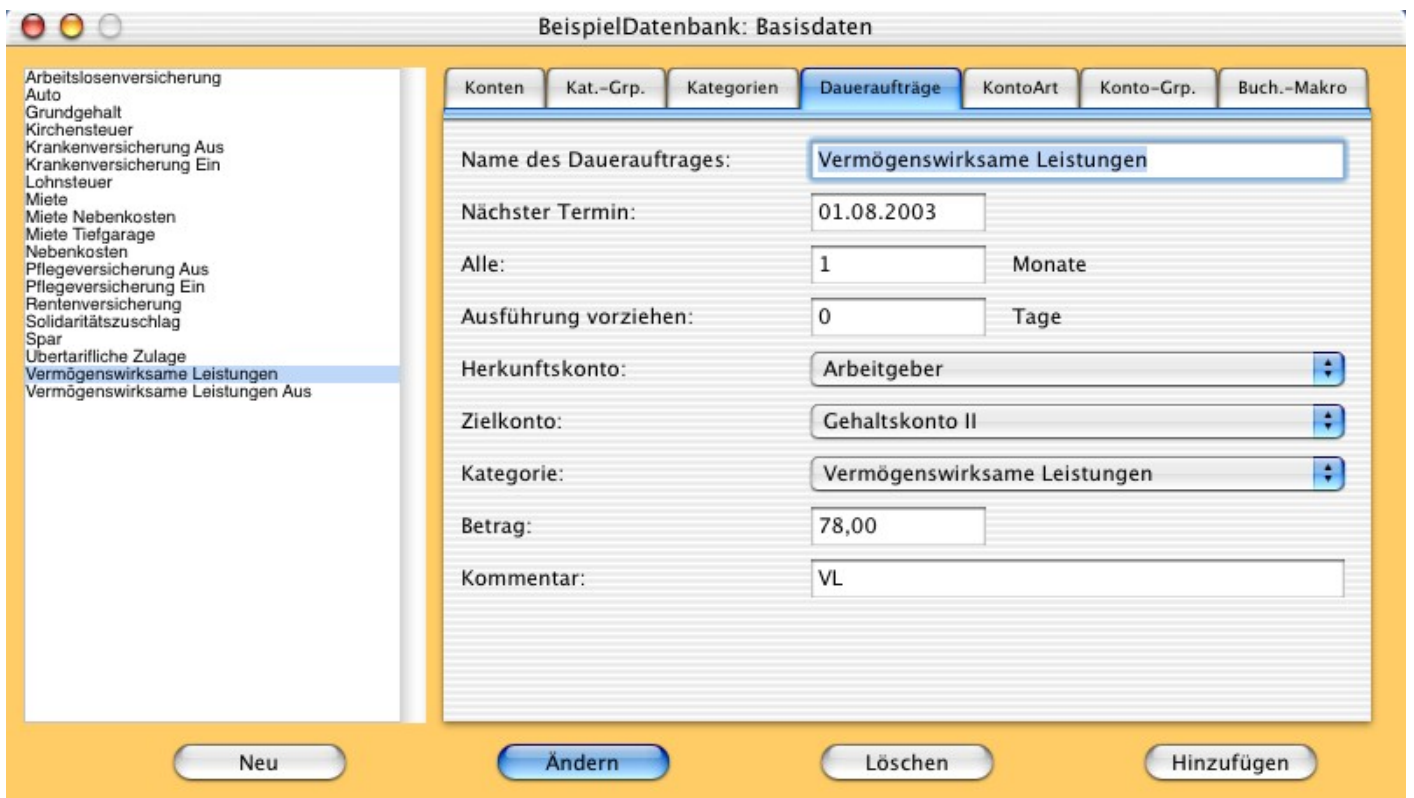 BeispielDatenbank: Basisdaten
Arbeitslosenversicherung
Auto
Grundgehalt
Kirchensteuer
Krankenversicherung Aus
Krankenversicherung Ein
Lohnsteuer
Miete
Miete Nebenkosten
Miete Tiefgarage
Nebenkosten
Pflegeversicherung Aus
Pflegeversicherung Ein
Rentenversicherung
Solidaritätszuschlag
Spar
Übertarifliche Zulage
Vermögenswirksame Leistungen
Vermögenswirksame Leistungen Aus
Konten Kat.-Grp. Kategorien Daueraufträge KontoArt Konto-Grp. Buch.-Makro
Name des Dauerauftrages: Vermögenswirksame Leistungen
Nächster Termin: 01.08.2003
Alle: 1 Monate
Ausführung vorziehen: 0 Tage
Herkunftskonto: Arbeitgeber
Zielkonto: Gehaltskonto II
Kategorie: Vermögenswirksame Leistungen
Betrag: 78,00
Kommentar: VL
Neu Ändern Löschen Hinzufügen